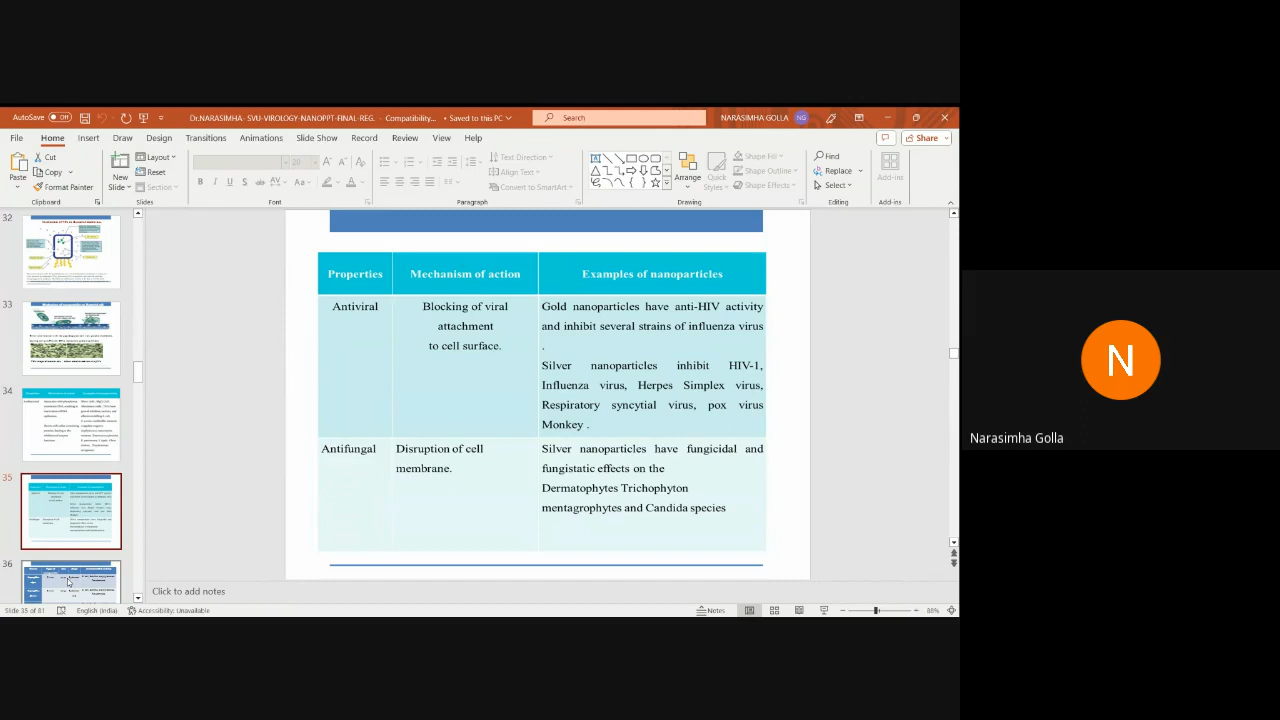 AutoSave Off
Dr.NARASIMHA- SVU-VIROLOGY-NANOPPT-FINAL-REG. - Compatibility... • Saved to this PC
Search
NARASIMHA GOLLA NG
File Home Insert Draw Design Transitions Animations Slide Show Record Review View Help
Share
Paste
Cut
Copy
Format Painter
Clipboard
New
Slide
Layout
Reset
Section
Slides
20
B I U S ab AV Aa A
Font
Text Direction
Align Text
Convert to SmartArt
Paragraph
Arrange
Quick
Styles
Shape Fill
Shape Outline
Shape Effects
Drawing
Find
Replace
Select
Editing
Add-ins
Add-ins
32
33
34
35
36
Properties Mechanism of action Examples of nanoparticles
Antiviral
Blocking of viral
attachment
to cell surface.
Gold nanoparticles have anti-HIV activity
and inhibit several strains of influenza virus
.
Silver nanoparticles inhibit HIV-1,
Influenza virus, Herpes Simplex virus,
Respiratory syncytial virus, pox virus
Monkey .
Antifungal
Disruption of cell
membrane.
Silver nanoparticles have fungicidal and
fungistatic effects on the
Dermatophytes Trichophyton
mentagrophytes and Candida species
Click to add notes
Slide 35 of 81 English (India) Accessibility: Unavailable Notes 88%
N
Narasimha Golla